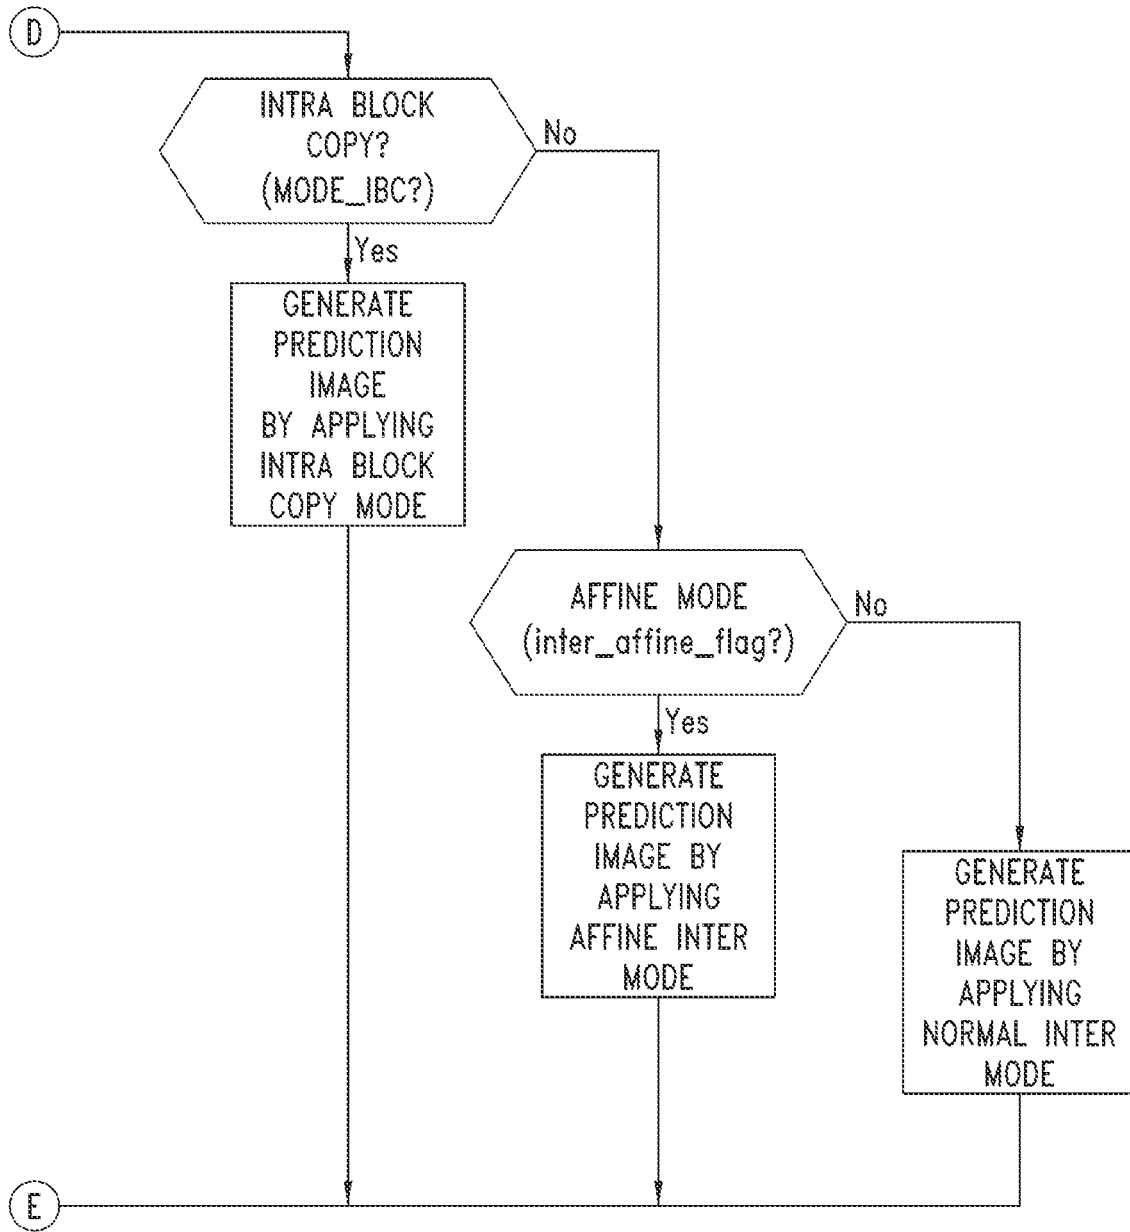 D
INTRA BLOCK
COPY?
(MODE_IBC?)
No
Yes
GENERATE
PREDICTION
IMAGE
BY APPLYING
INTRA BLOCK
COPY MODE
AFFINE MODE
(inter_affine_flag?)
No
Yes
GENERATE
PREDICTION
IMAGE BY
APPLYING
AFFINE INTER
MODE
GENERATE
PREDICTION
IMAGE BY
APPLYING
NORMAL INTER
MODE
E